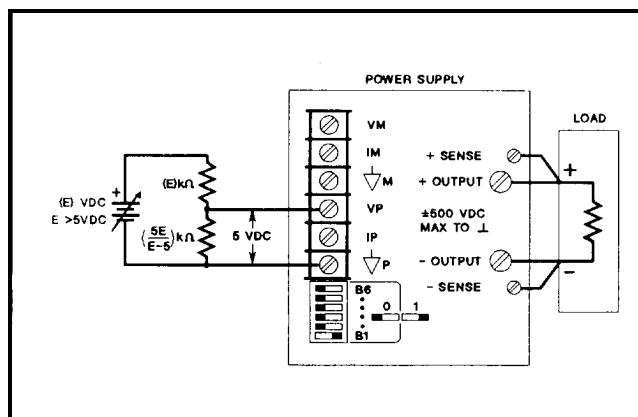 POWER SUPPLY
LOAD
VM
IM
M
VP
IP
P
+ SENSE
+ OUTPUT
±500 VDC
MAX TO ⊥
- OUTPUT
- SENSE
+
−
+
(E) VDC
E >5VDC
(E)kΩ
(5E/E-5)kΩ
5 VDC
B6
0 1
B1